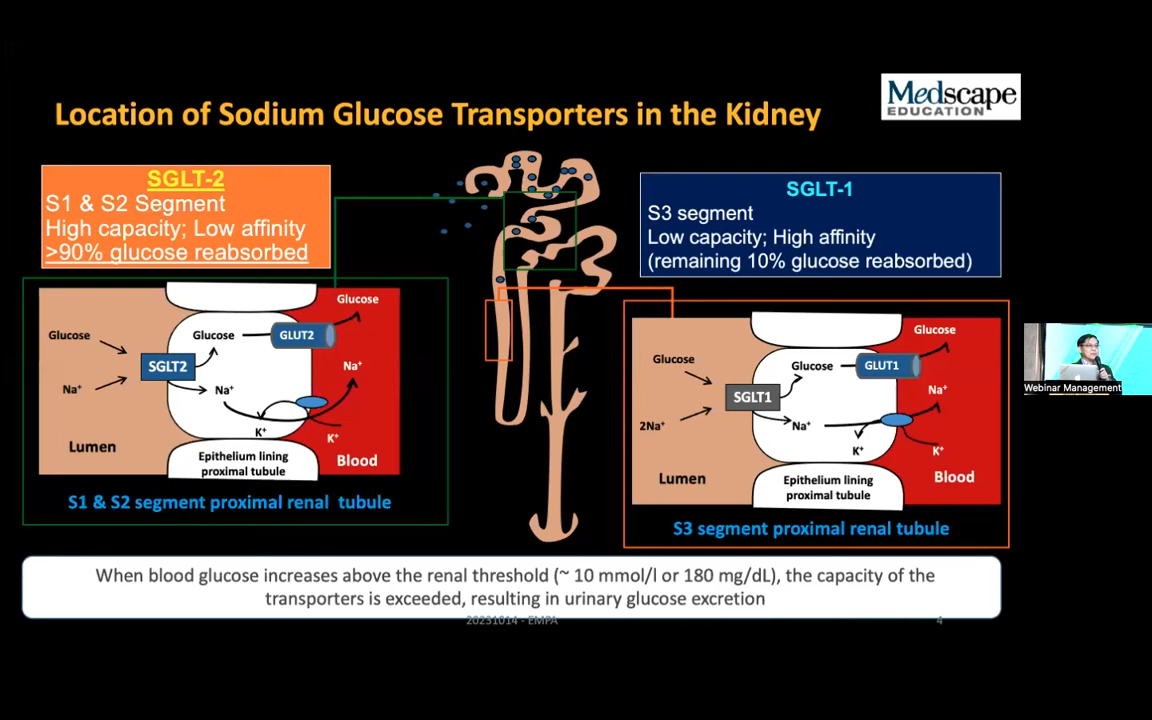 Medscape
EDUCATION
Location of Sodium Glucose Transporters in the Kidney
SGLT-2
S1 & S2 Segment
High capacity; Low affinity
>90% glucose reabsorbed
SGLT-1
S3 segment
Low capacity; High affinity
(remaining 10% glucose reabsorbed)
Glucose
Glucose
Glucose
GLUT2
SGLT2
Na⁺
Na⁺
Na⁺
K⁺
K⁺
Lumen
Epithelium lining
proximal tubule
Blood
S1 & S2 segment proximal renal tubule
Glucose
Glucose
Glucose
GLUT1
SGLT1
Na⁺
2Na⁺
Na⁺
K⁺
K⁺
Lumen
Epithelium lining
proximal tubule
Blood
S3 segment proximal renal tubule
Webinar Management
When blood glucose increases above the renal threshold (~ 10 mmol/l or 180 mg/dL), the capacity of the
transporters is exceeded, resulting in urinary glucose excretion
20231014 - EMPA
4